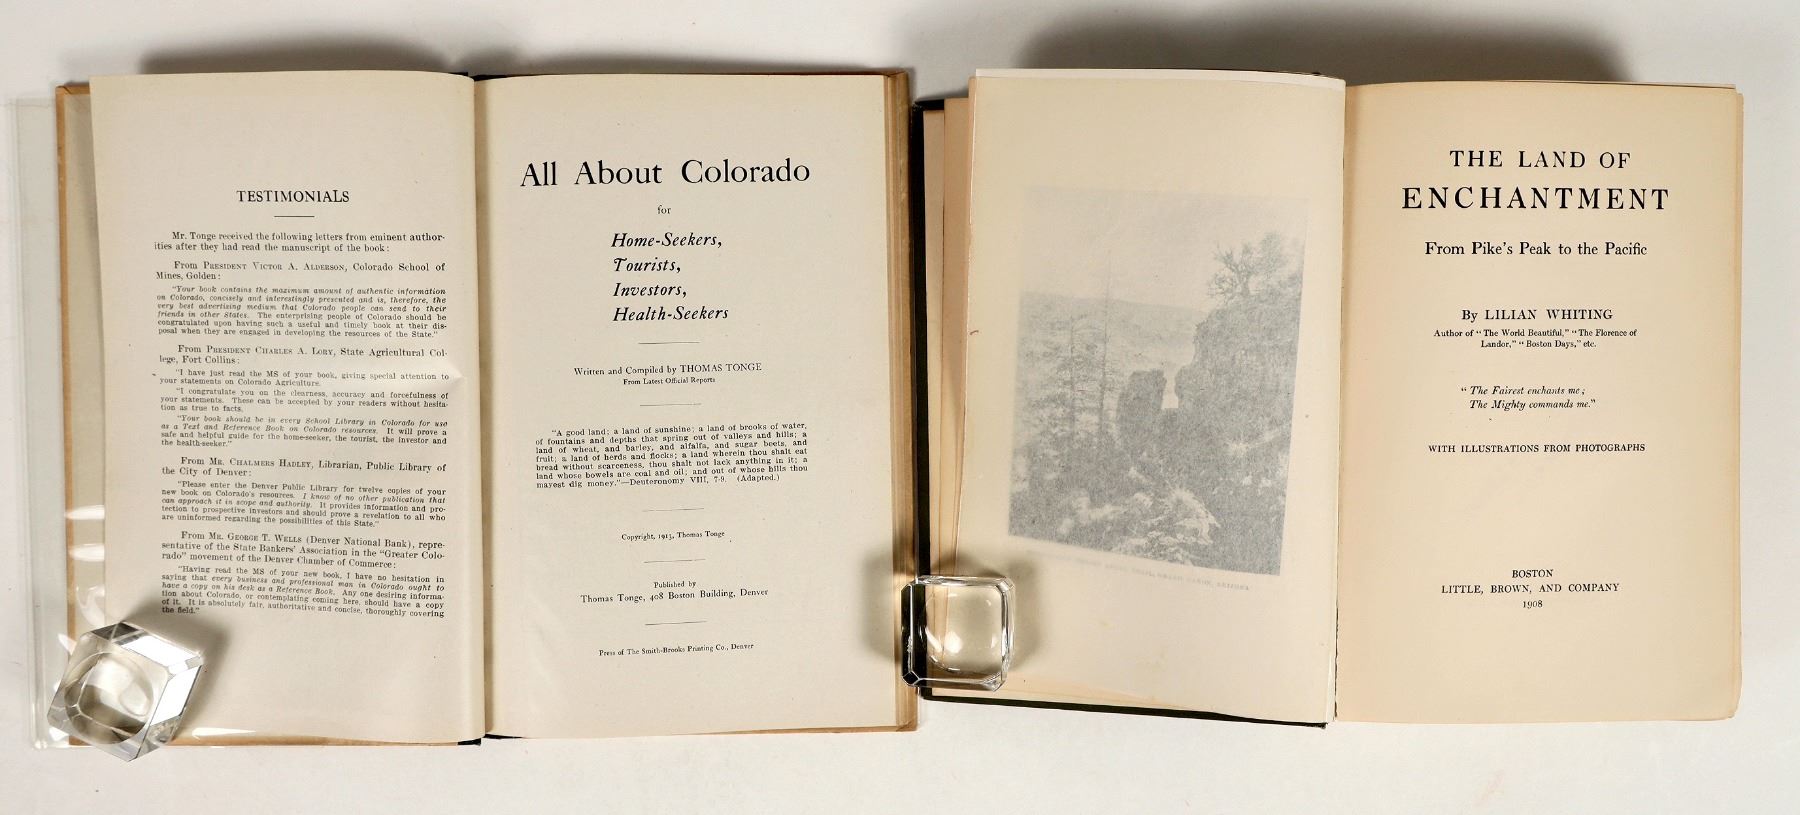 TESTIMONIALS
Mr. Tonge received the following letters from eminent author-
ities after they had read the manuscript of the book:
From PRESIDENT VICTOR A. ALDERSON, Colorado School of
Mines, Golden:
"Your book contains the maximum amount of authentic information
on Colorado, concisely and interestingly presented and is, therefore, the
very best advertising medium that Colorado people can send to their
friends in other States. The enterprising people of Colorado should be
congratulated upon having such a useful and timely book at their dis-
posal when they are engaged in developing the resources of the State."
From PRESIDENT CHARLES A. LORY, State Agricultural Col-
lege, Fort Collins:
"I have just read the MS of your book, giving special attention to
your statements on Colorado Agriculture.
"I congratulate you on the clearness, accuracy and forcefulness of
your statements. These can be accepted by your readers without hesita-
tion as true to facts.
"Your book should be in every School Library in Colorado for use
as a Text and Reference Book on Colorado resources. It will prove a
safe and helpful guide for the home-seeker, the tourist, the investor and
the health-seeker."
From MR. CHALMERS HADLEY, Librarian, Public Library of
the City of Denver:
"Please enter the Denver Public Library for twelve copies of your
new book on Colorado's resources. I know of no other publication that
can approach it in scope and authority. It provides information and pro-
tection to prospective investors and should prove a revelation to all who
are uninformed regarding the possibilities of this State."
From MR. GEORGE T. WELLS (Denver National Bank), repre-
sentative of the State Bankers' Association in the "Greater Colo-
rado" movement of the Denver Chamber of Commerce:
"Having read the MS of your new book, I have no hesitation in
saying that every business and professional man in Colorado ought to
have a copy on his desk as a Reference Book. Any one desiring informa-
tion about Colorado, or contemplating coming here, should have a copy
of it. It is absolutely fair, authoritative and concise, thoroughly covering
the field."
All About Colorado
for
Home-Seekers,
Tourists,
Investors,
Health-Seekers
Written and Compiled by THOMAS TONGE
From Latest Official Reports
"A good land; a land of sunshine; a land of brooks of water,
of fountains and depths that spring out of valleys and hills; a
land of wheat, and barley, and alfalfa, and sugar beets, and
fruit; a land of herds and flocks; a land wherein thou shalt eat
bread without scarceness, thou shalt not lack anything in it; a
land whose bowels are coal and oil; and out of whose hills thou
mayest dig money."—Deuteronomy VIII, 7-9. (Adapted.)
Copyright, 1913, Thomas Tonge
Published by
Thomas Tonge, 408 Boston Building, Denver
Press of The Smith-Brooks Printing Co., Denver
ARIZONA
THE LAND OF
ENCHANTMENT
From Pike's Peak to the Pacific
By LILIAN WHITING
Author of "The World Beautiful," "The Florence of
Landor," "Boston Days," etc.
"The Fairest enchants me;
The Mighty commands me."
WITH ILLUSTRATIONS FROM PHOTOGRAPHS
BOSTON
LITTLE, BROWN, AND COMPANY
1908